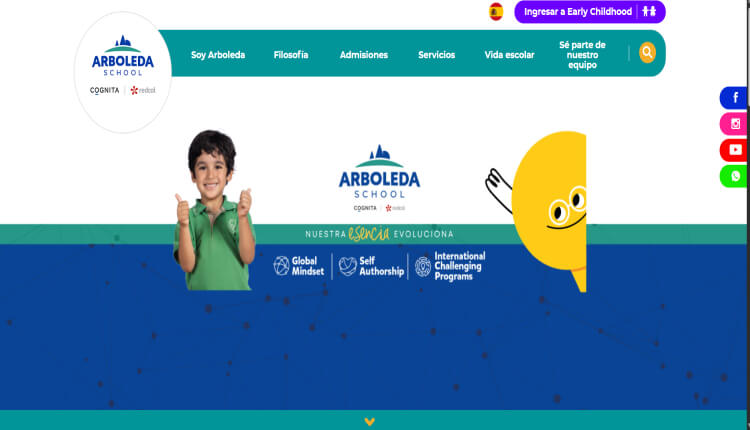 Ingresar a Early Childhood
ARBOLEDA
SCHOOL
COGNITA redcol
Soy Arboleda
Filosofía
Admisiones
Servicios
Vida escolar
Sé parte de
nuestro
equipo
ARBOLEDA
SCHOOL
COGNITA redcol
NUESTRA esencia EVOLUCIONA
Global
Mindset
Self
Authorship
International
Challenging
Programs